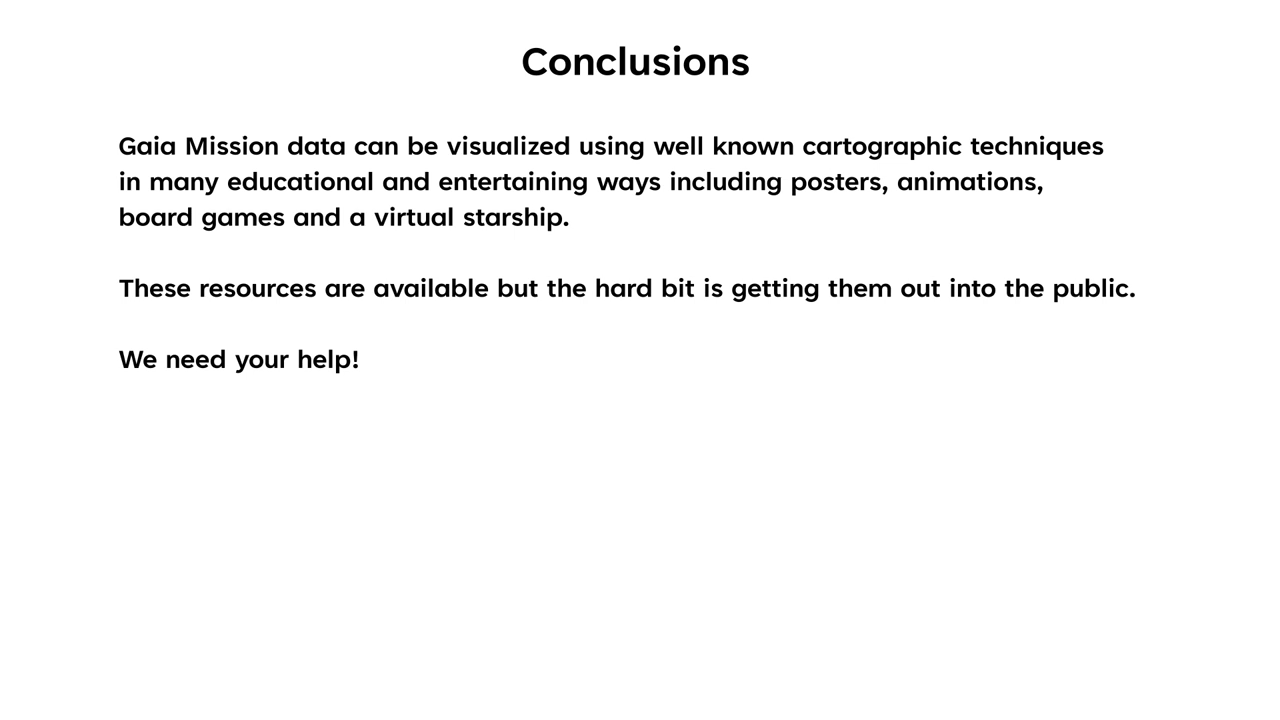 Conclusions
Gaia Mission data can be visualized using well known cartographic techniques
in many educational and entertaining ways including posters, animations,
board games and a virtual starship.
These resources are available but the hard bit is getting them out into the public.
We need your help!